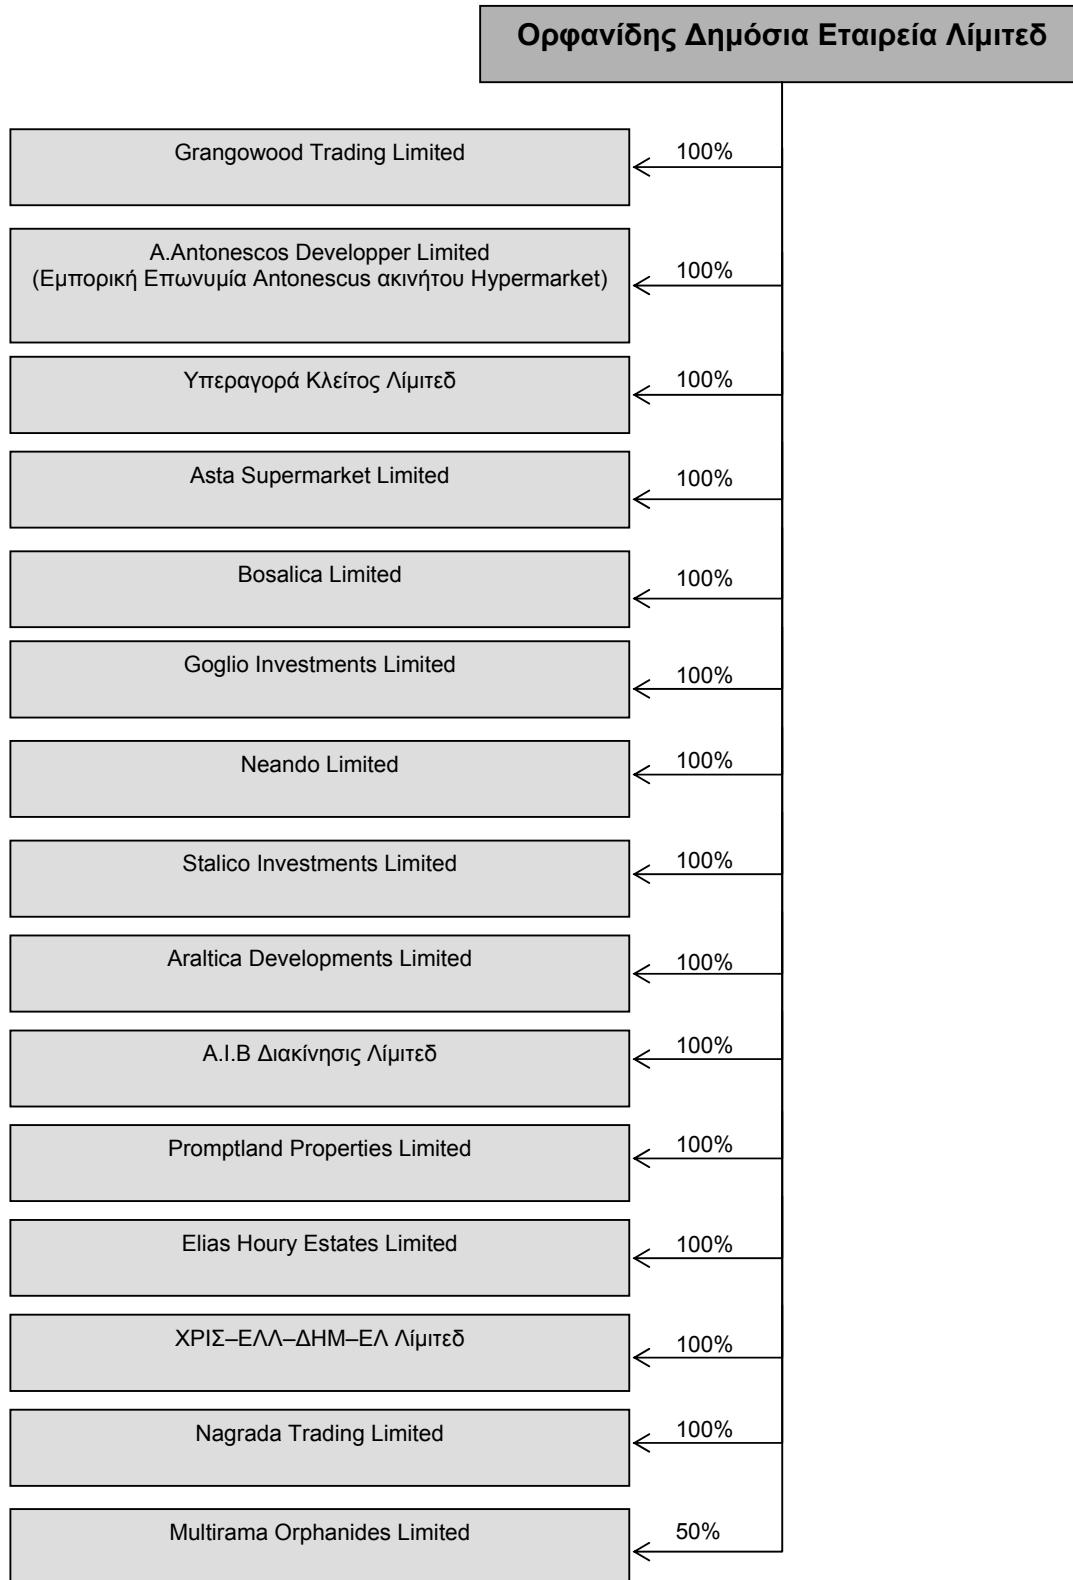 Ορφανίδης Δημόσια Εταιρεία Λίμιτεδ
Grangowood Trading Limited
100%
A.Antonescos Developper Limited
(Εμπορική Επωνυμία Antonescus ακινήτου Hypermarket)
100%
Υπεραγορά Κλείτος Λίμιτεδ
100%
Asta Supermarket Limited
100%
Bosalica Limited
100%
Goglio Investments Limited
100%
Neando Limited
100%
Stalico Investments Limited
100%
Araltica Developments Limited
100%
A.I.B Διακίνησις Λίμιτεδ
100%
Promptland Properties Limited
100%
Elias Houry Estates Limited
100%
ΧΡΙΣ–ΕΛΛ–ΔΗΜ–ΕΛ Λίμιτεδ
100%
Nagrada Trading Limited
100%
Multirama Orphanides Limited
50%